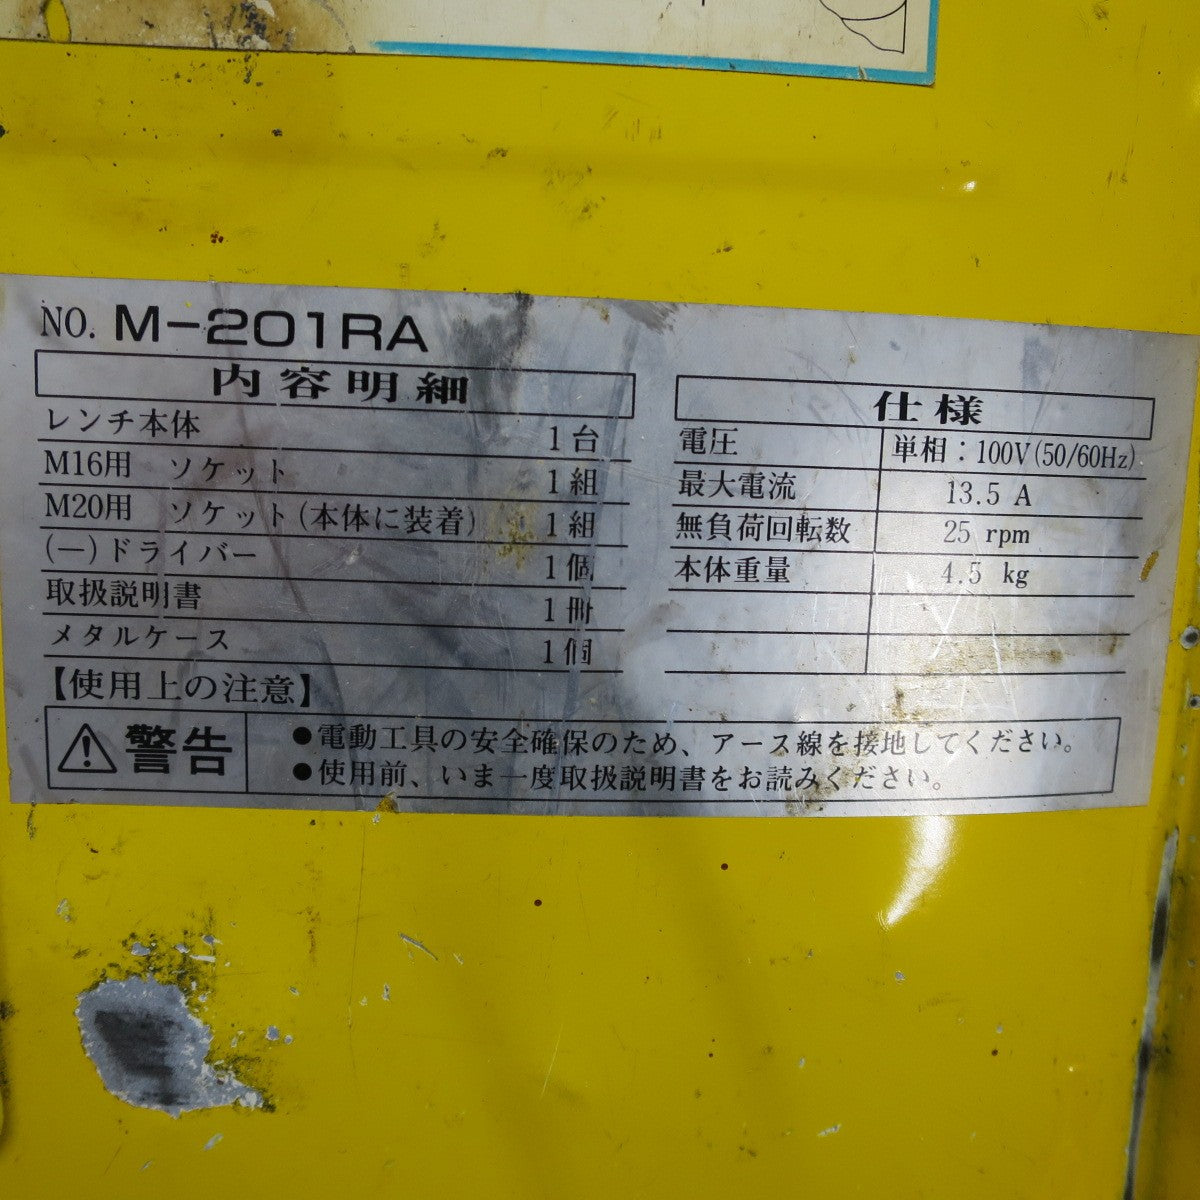 NO. M-201RA
内容明細
レンチ本体 1台
M16用 ソケット 1組
M20用 ソケット(本体に装着) 1組
(—)ドライバー 1個
取扱説明書 1冊
メタルケース 1個
仕様
電圧 単相：100V(50/60Hz)
最大電流 13.5 A
無負荷回転数 25 rpm
本体重量 4.5 kg
【使用上の注意】
警告
●電動工具の安全確保のため、アース線を接地してください。
●使用前、いま一度取扱説明書をお読みください。